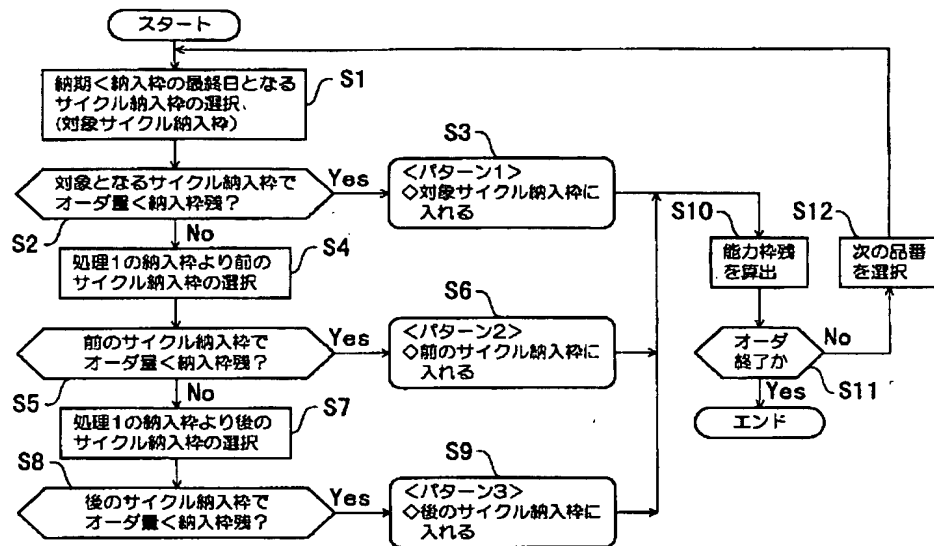 スタート
S1
納期<納入枠の最終日となる
サイクル納入枠の選択、
(対象サイクル納入枠)
S2
対象となるサイクル納入枠で
オーダ量<納入枠残?
Yes
No
S3
<パターン1>
◇対象サイクル納入枠に
入れる
S4
処理1の納入枠より前の
サイクル納入枠の選択
S5
前のサイクル納入枠で
オーダ量<納入枠残?
Yes
No
S6
<パターン2>
◇前のサイクル納入枠に
入れる
S7
処理1の納入枠より後の
サイクル納入枠の選択
S8
後のサイクル納入枠で
オーダ量<納入枠残?
Yes
S9
<パターン3>
◇後のサイクル納入枠に
入れる
S10
能力枠残
を算出
S11
オーダ
終了か
No
Yes
S12
次の品番
を選択
エンド